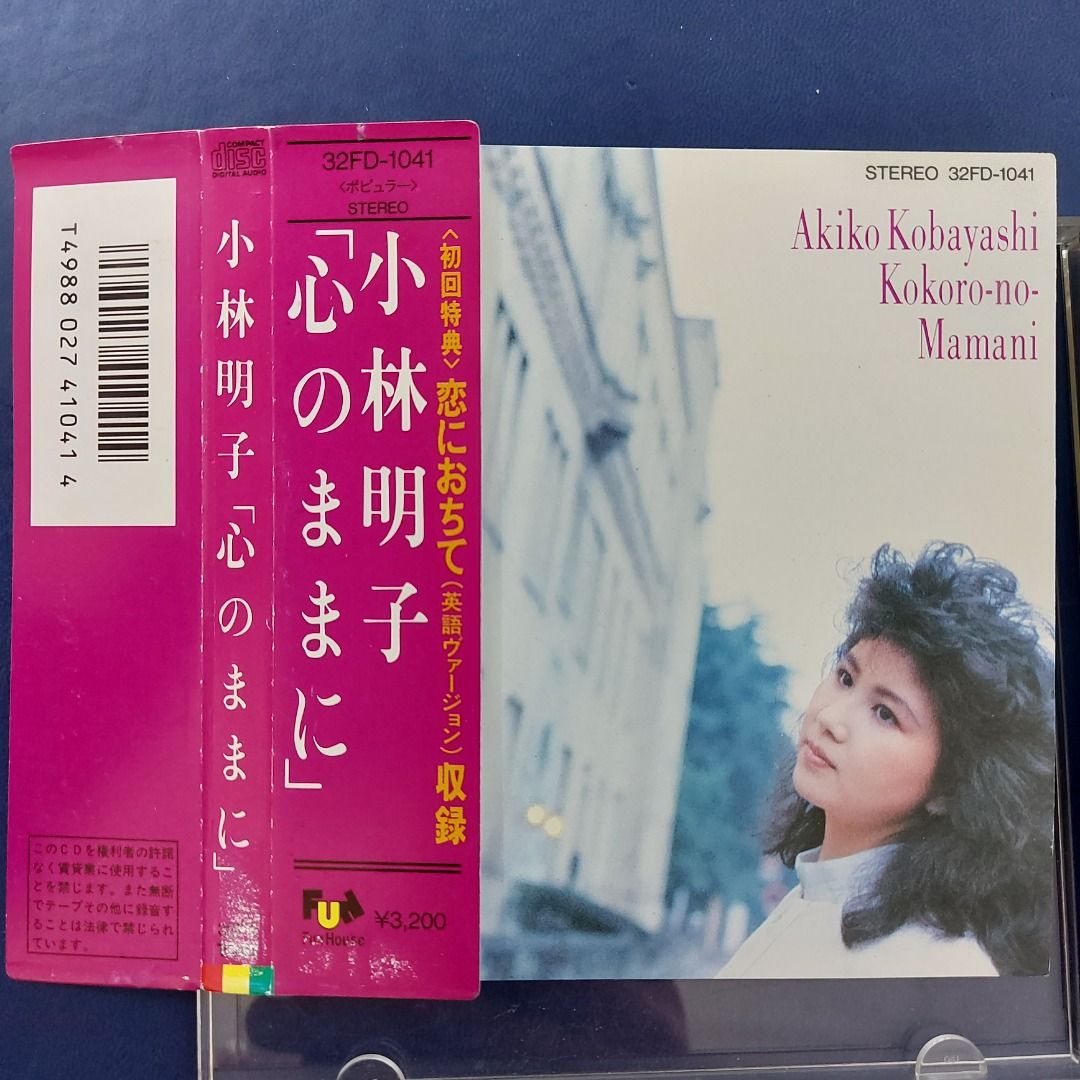 T4988 027 41041 4
このCDを権利者の許諾
なく賃貸業に使用するこ
とを禁じます。また無断
でテープその他に録音す
ることは法律で禁じられ
ています。
COMPACT
disc
DIGITAL AUDIO
小林明子「心のままに」
32FD-1041
〈ポピュラー〉
STEREO
〈初回特典〉恋におちて(英語ヴァージョン)収録
小林明子
「心のままに」
FUN
Fun House
¥3,200
STEREO 32FD-1041
Akiko Kobayashi
Kokoro-no-
Mamani